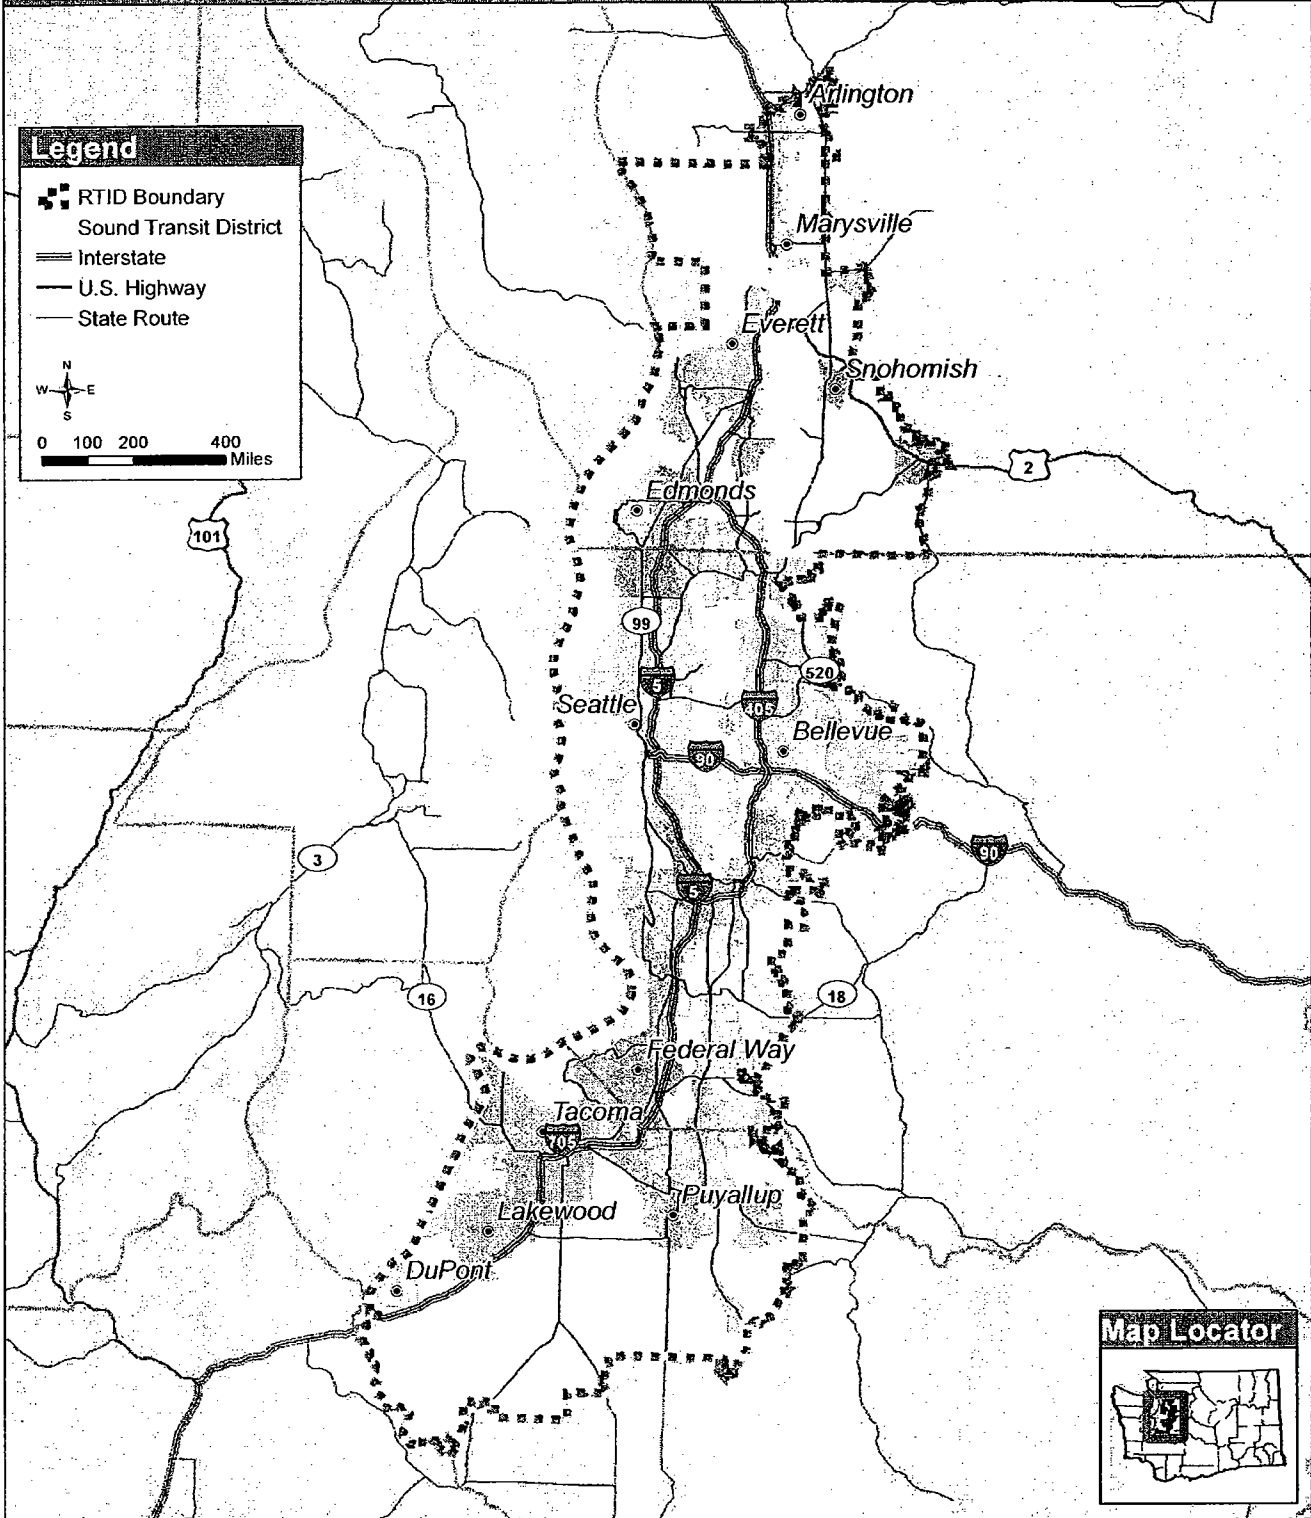 Legend
RTID Boundary
Sound Transit District
Interstate
U.S. Highway
State Route
N
W E
S
0 100 200 400
Miles
Arlington
Marysville
Everett
Snohomish
2
Edmonds
101
99
5
520
Seattle
405
Bellevue
90
3
90
5
16
18
Federal Way
Tacoma
705
Puyallup
Lakewood
DuPont
Map Locator